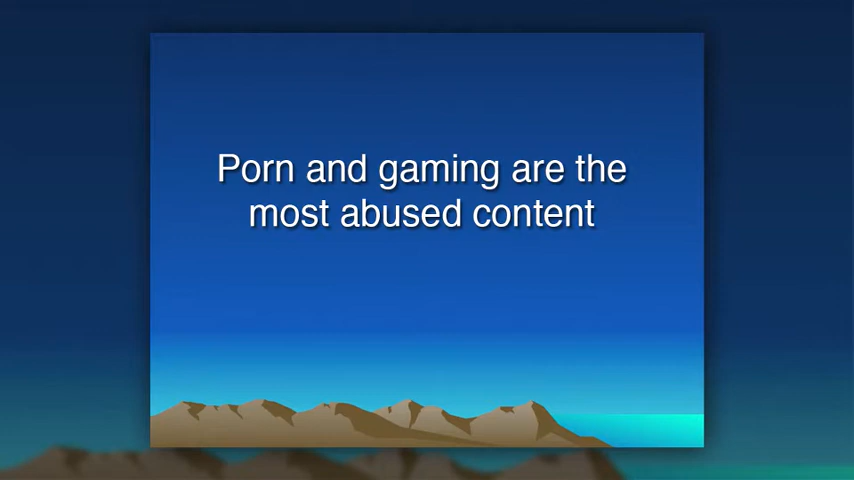 Porn and gaming are the
most abused content